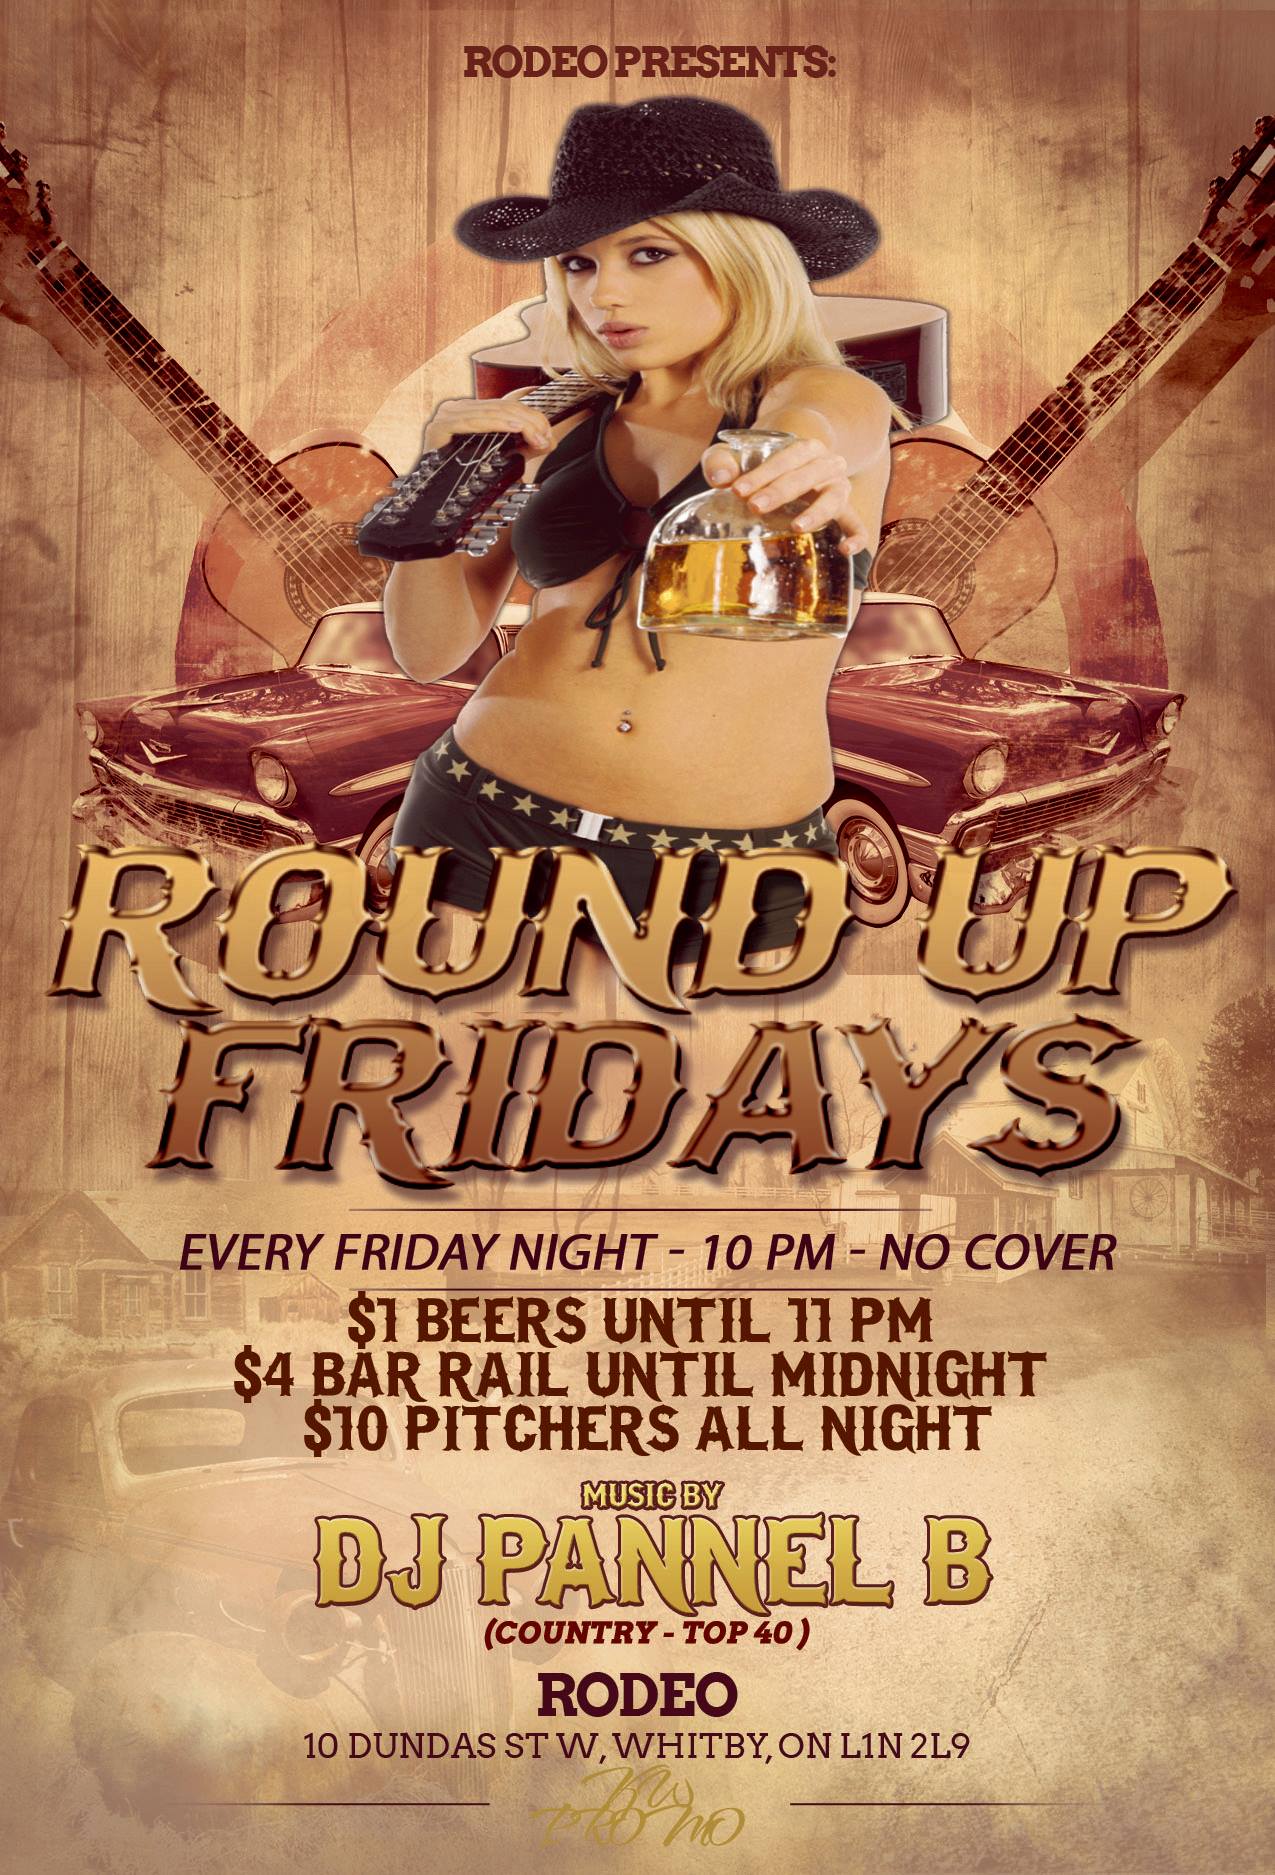 RODEO PRESENTS:
ROUND UP
FRIDAYS
EVERY FRIDAY NIGHT - 10 PM - NO COVER
$1 BEERS UNTIL 11 PM
$4 BAR RAIL UNTIL MIDNIGHT
$10 PITCHERS ALL NIGHT
MUSIC BY
DJ PANNEL B
(COUNTRY - TOP 40 )
RODEO
10 DUNDAS ST W, WHITBY, ON L1N 2L9
KW
PROMO